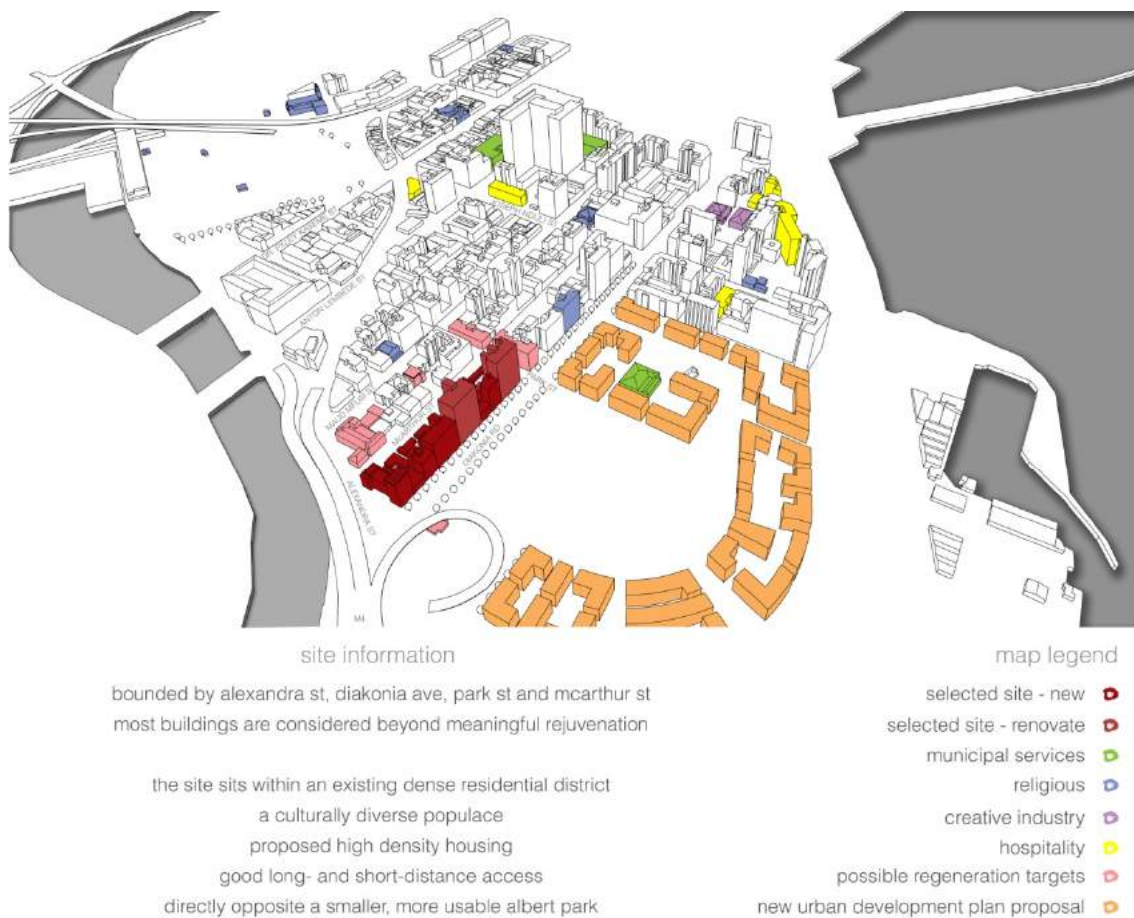 ANTON LEMBEDE ST
DIAKONIA RD
ALEXANDRA ST
M4
site information
bounded by alexandra st, diakonia ave, park st and mcarthur st
most buildings are considered beyond meaningful rejuvenation
the site sits within an existing dense residential district
a culturally diverse populace
proposed high density housing
good long- and short-distance access
directly opposite a smaller, more usable albert park
map legend
selected site - new
selected site - renovate
municipal services
religious
creative industry
hospitality
possible regeneration targets
new urban development plan proposal